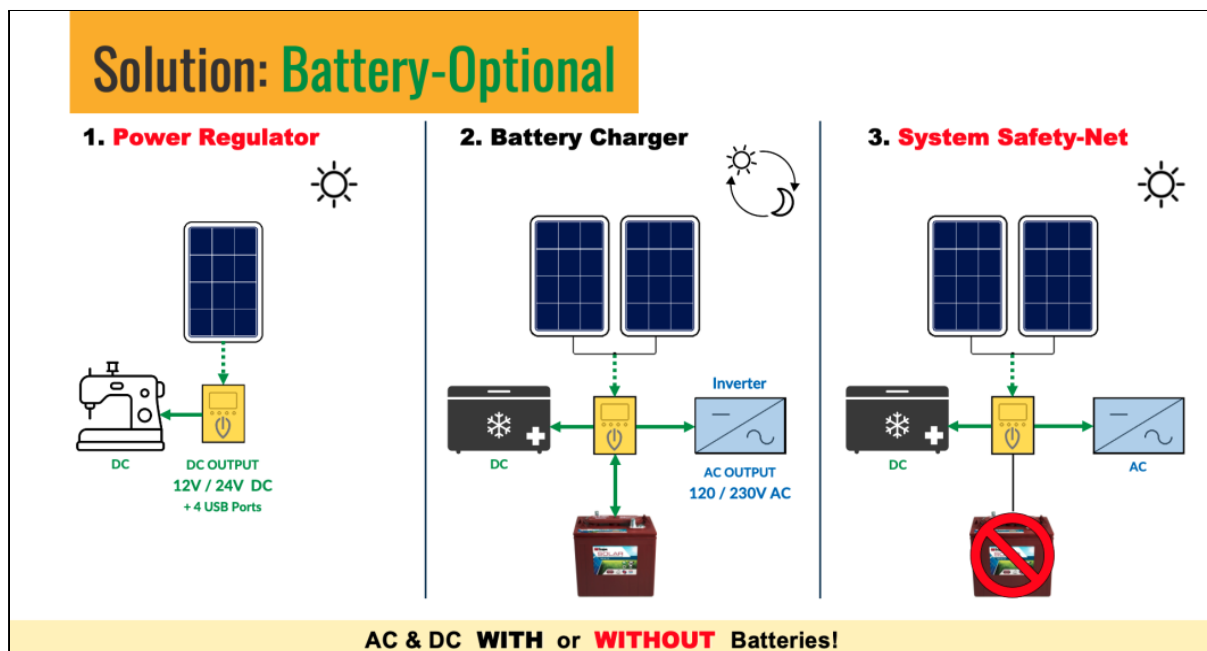 Solution: Battery-Optional
1. Power Regulator
DC
DC OUTPUT
12V / 24V DC
+ 4 USB Ports
2. Battery Charger
Inverter
DC
AC OUTPUT
120 / 230V AC
SOLAR
3. System Safety-Net
DC
AC
AC & DC WITH or WITHOUT Batteries!